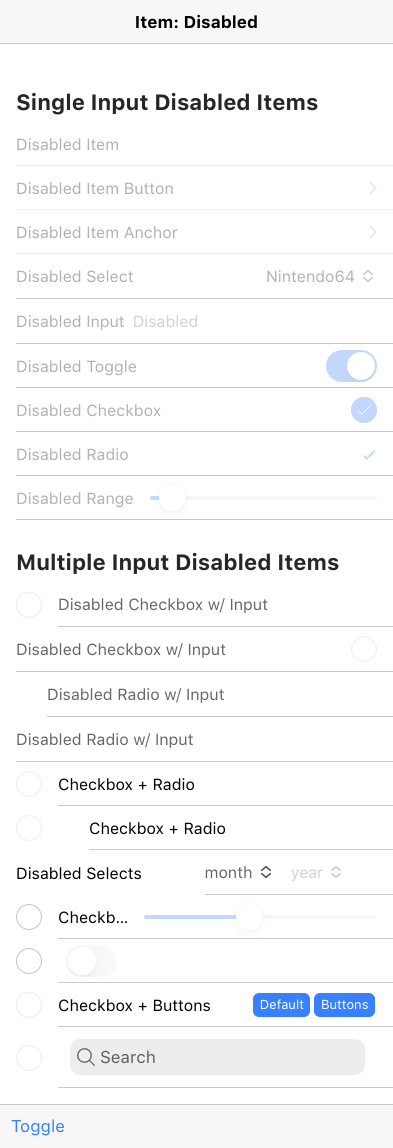 Item: Disabled
Single Input Disabled Items
Disabled Item
Disabled Item Button
Disabled Item Anchor
Disabled Select Nintendo64
Disabled Input Disabled
Disabled Toggle
Disabled Checkbox
Disabled Radio
Disabled Range
Multiple Input Disabled Items
Disabled Checkbox w/ Input
Disabled Checkbox w/ Input
Disabled Radio w/ Input
Disabled Radio w/ Input
Checkbox + Radio
Checkbox + Radio
Disabled Selects month year
Checkb...
Checkbox + Buttons Default Buttons
Search
Toggle